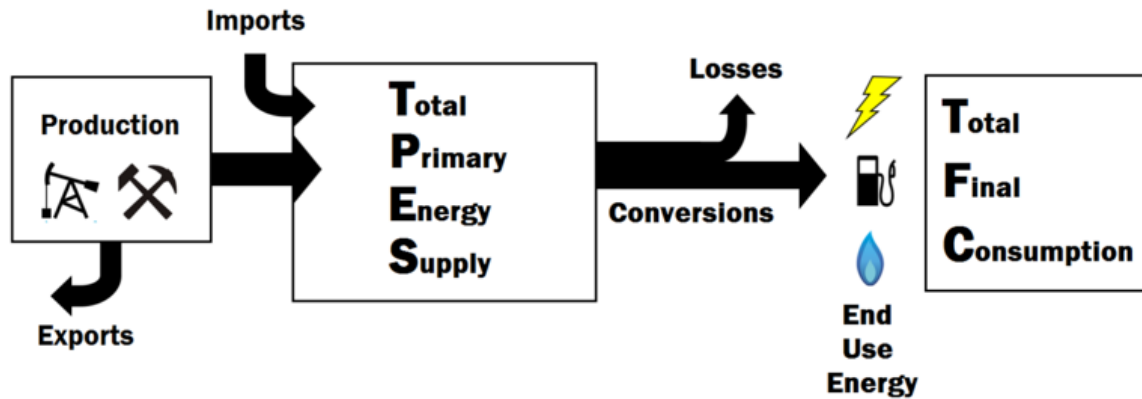 Imports
Production
Exports
Total
Primary
Energy
Supply
Losses
Conversions
End
Use
Energy
Total
Final
Consumption